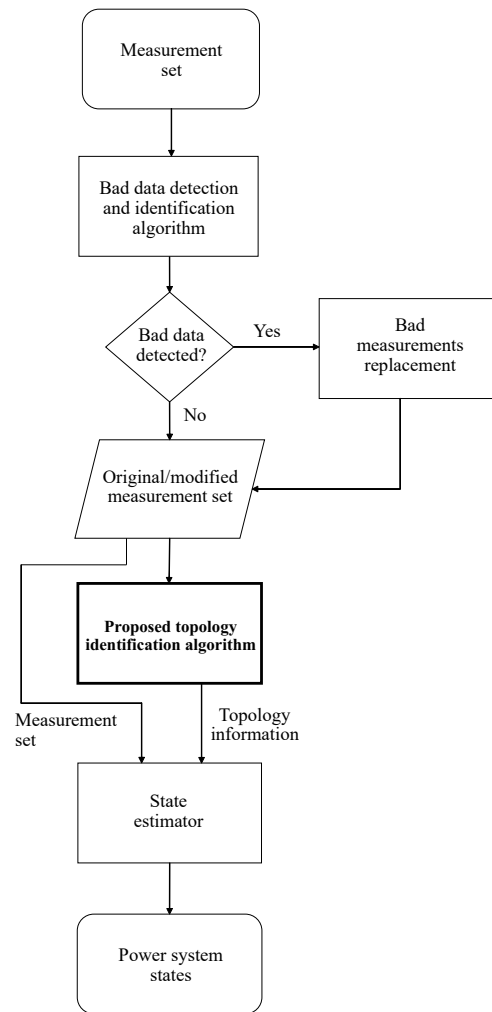 Measurement
set
Bad data detection
and identification
algorithm
Bad data
detected?
Yes
Bad
measurements
replacement
No
Original/modified
measurement set
Proposed topology
identification algorithm
Measurement
set
Topology
information
State
estimator
Power system
states